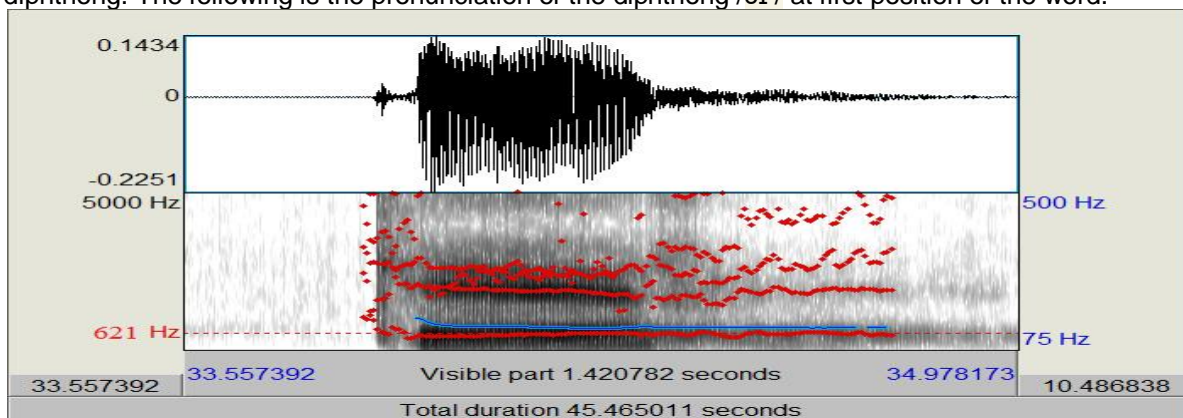 diphthong. The following is the pronunciation of the diphthong /eɪ / at first position of the word.
0.1434
0
-0.2251
5000 Hz 500 Hz
621 Hz 75 Hz
33.557392 33.557392 Visible part 1.420782 seconds 34.978173 10.486838
Total duration 45.465011 seconds